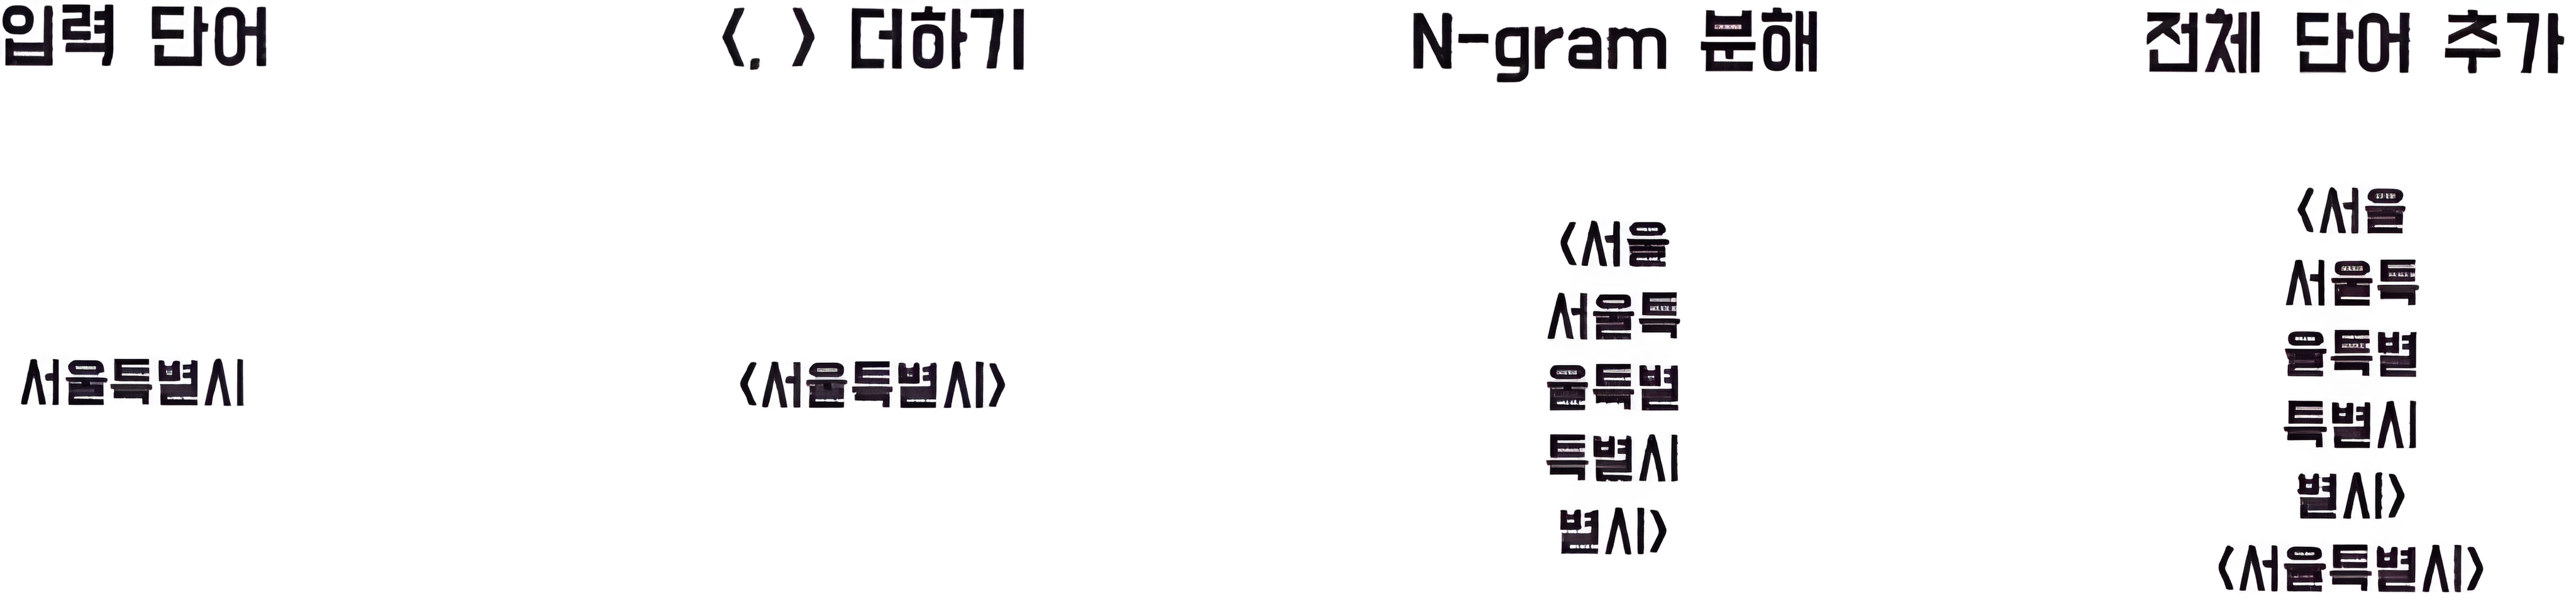 입력 단어
<, > 더하기
N-gram 분해
전체 단어 추가
서울특별시
<서울특별시>
<서울
서울특
울특별
특별시
별시>
<서울
서울특
울특별
특별시
별시>
<서울특별시>